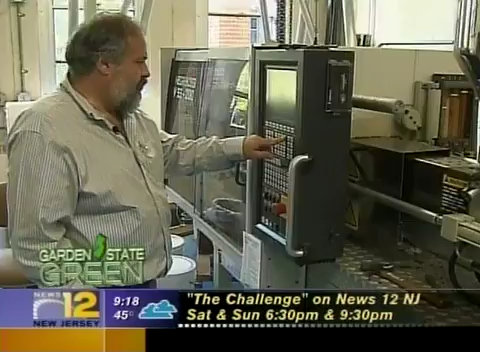 GARDEN STATE
GREEN
NEWS
12
NEW JERSEY
9:18
45°
"The Challenge" on News 12 NJ
Sat & Sun 6:30pm & 9:30pm